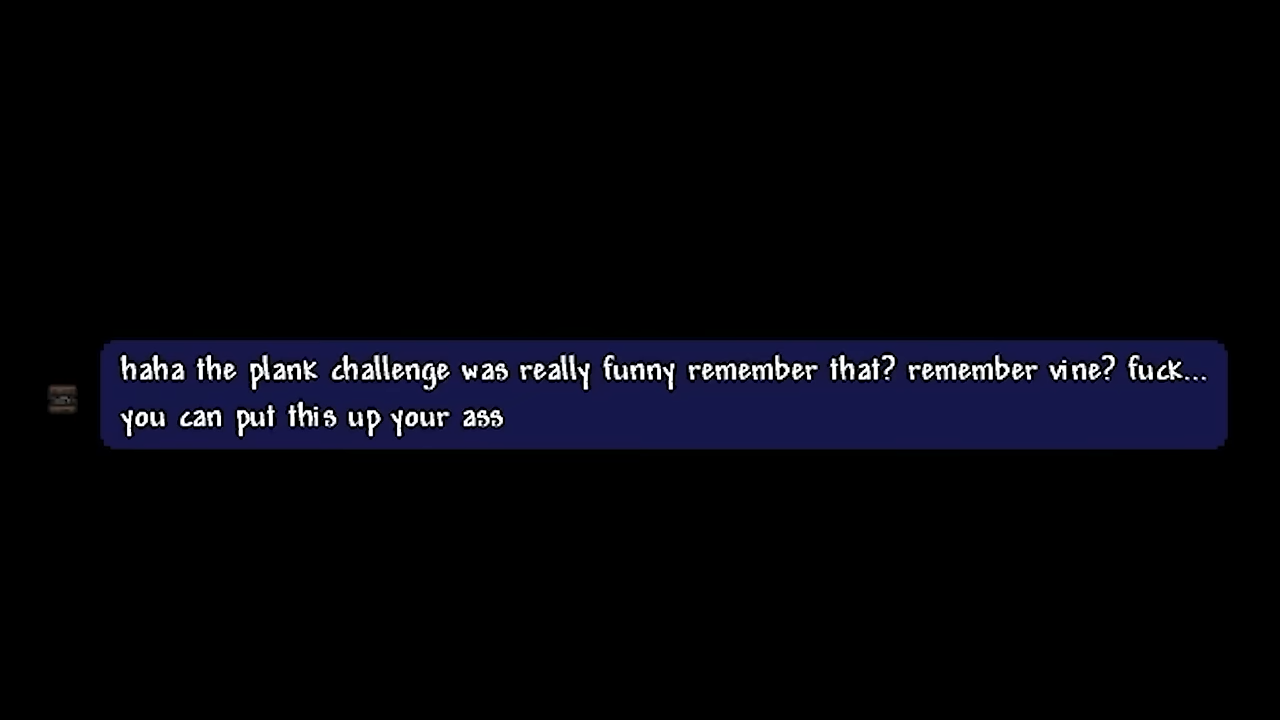 haha the plank challenge was really funny remember that? remember vine? fuck...
you can put this up your ass